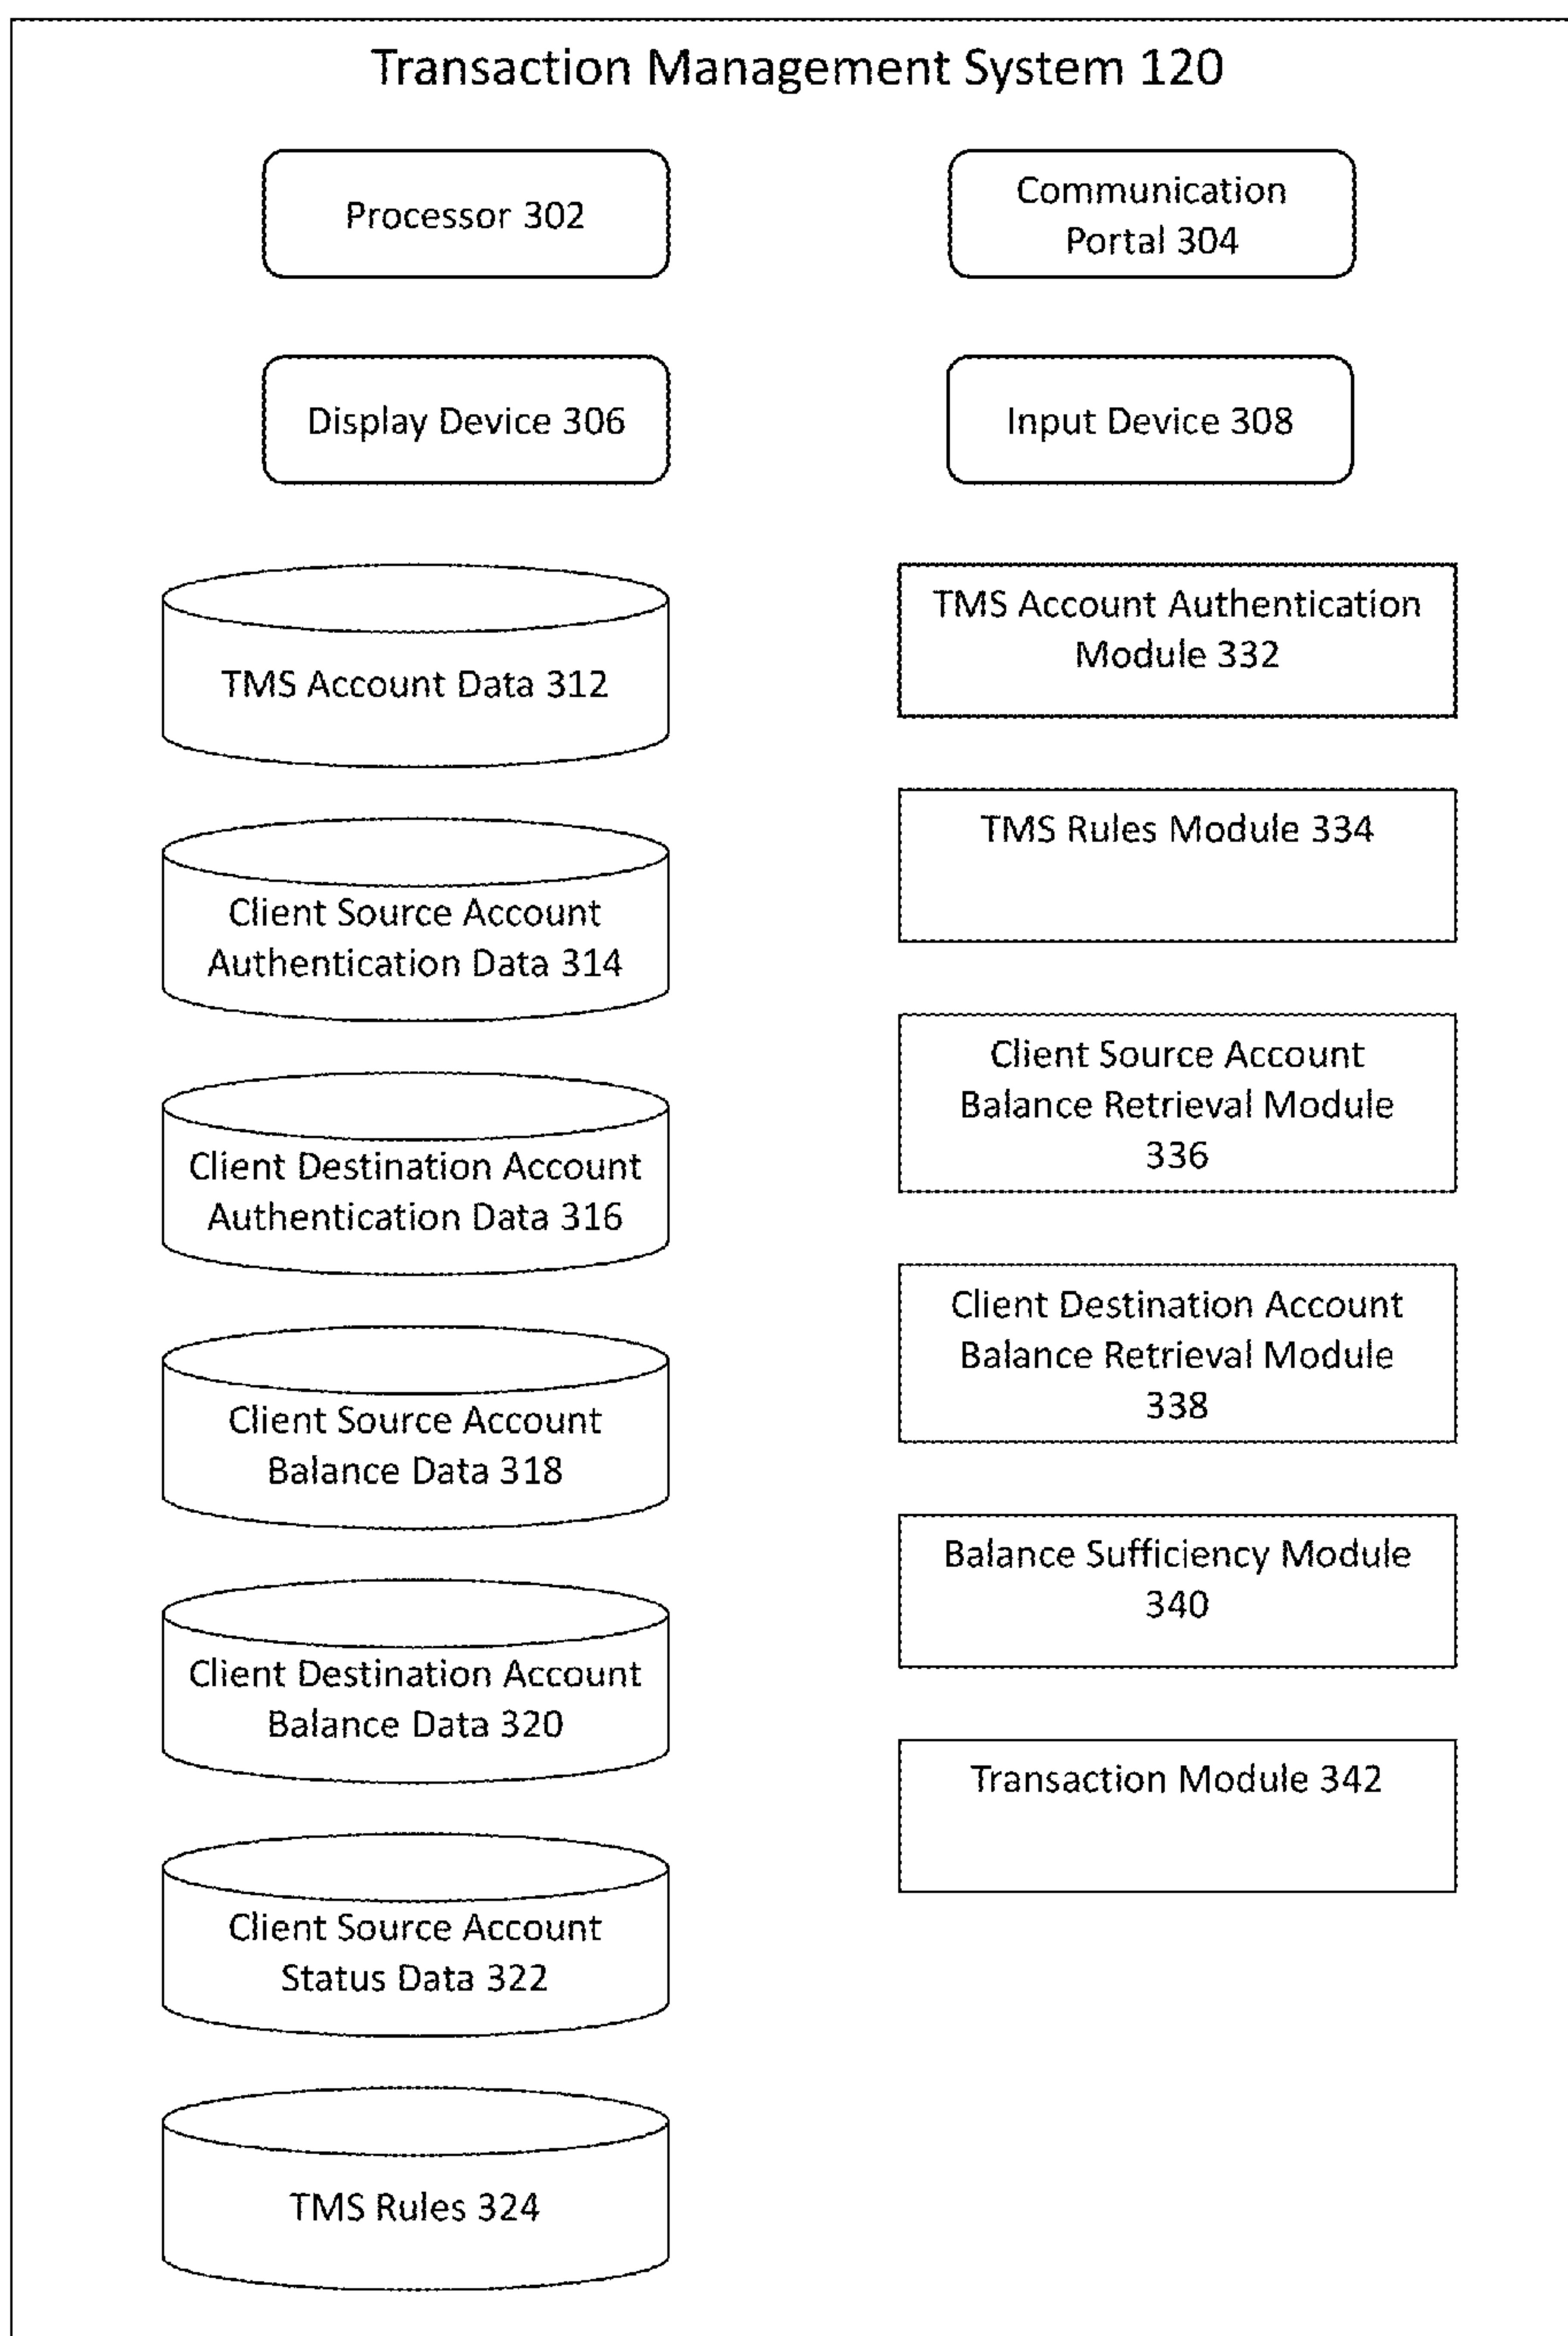 Transaction Management System 120
Processor 302
Communication
Portal 304
Display Device 306
Input Device 308
TMS Account Data 312
Client Source Account
Authentication Data 314
Client Destination Account
Authentication Data 316
Client Source Account
Balance Data 318
Client Destination Account
Balance Data 320
Client Source Account
Status Data 322
TMS Rules 324
TMS Account Authentication
Module 332
TMS Rules Module 334
Client Source Account
Balance Retrieval Module
336
Client Destination Account
Balance Retrieval Module
338
Balance Sufficiency Module
340
Transaction Module 342